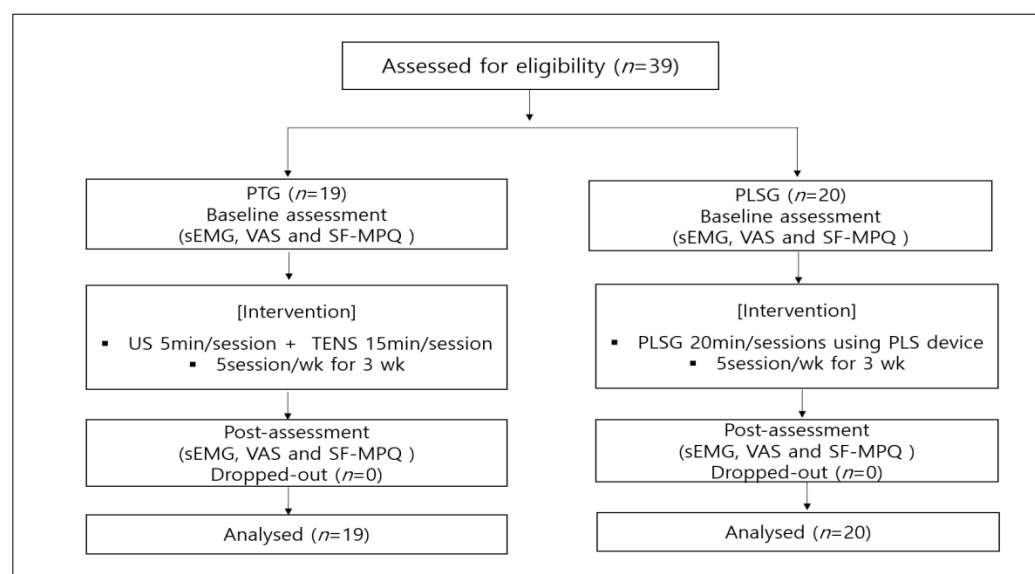 Assessed for eligibility (n=39)
PTG (n=19)
Baseline assessment
(sEMG, VAS and SF-MPQ )
[Intervention]
▪ US 5min/session + TENS 15min/session
▪ 5session/wk for 3 wk
Post-assessment
(sEMG, VAS and SF-MPQ )
Dropped-out (n=0)
Analysed (n=19)
PLSG (n=20)
Baseline assessment
(sEMG, VAS and SF-MPQ )
[Intervention]
▪ PLSG 20min/sessions using PLS device
▪ 5session/wk for 3 wk
Post-assessment
(sEMG, VAS and SF-MPQ )
Dropped-out (n=0)
Analysed (n=20)